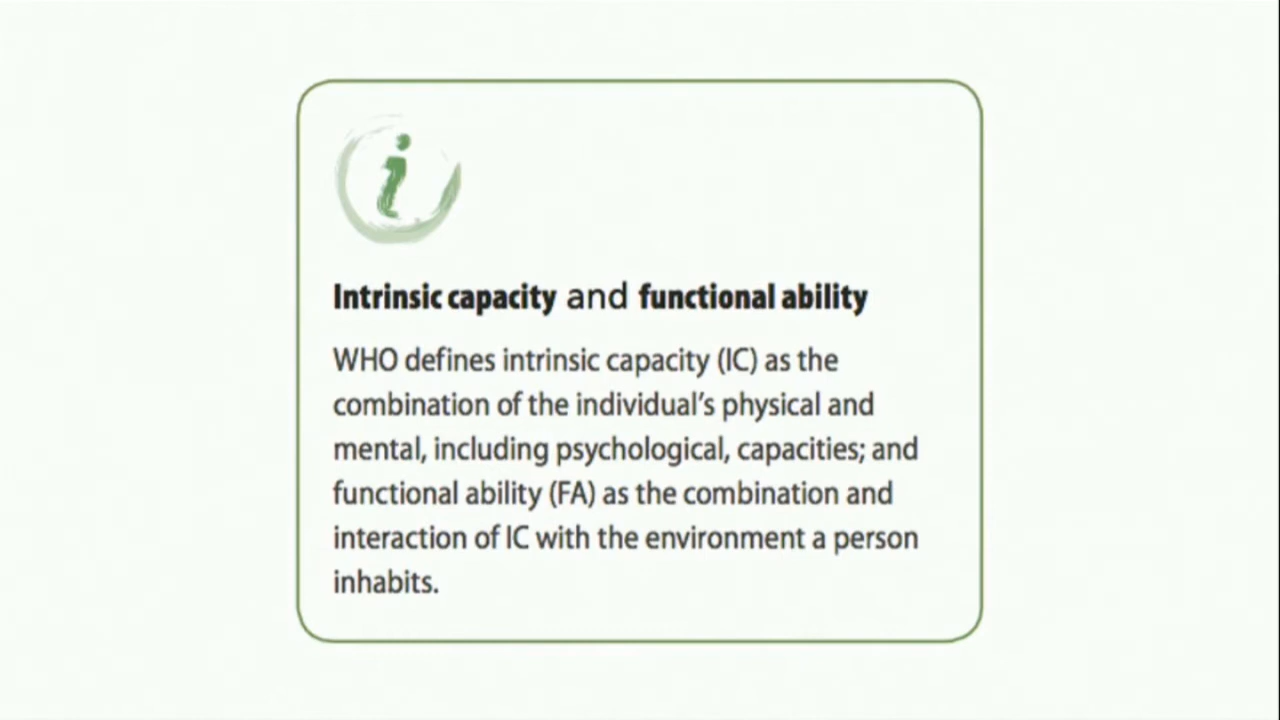 Intrinsic capacity and functional ability
WHO defines intrinsic capacity (IC) as the
combination of the individual's physical and
mental, including psychological, capacities; and
functional ability (FA) as the combination and
interaction of IC with the environment a person
inhabits.